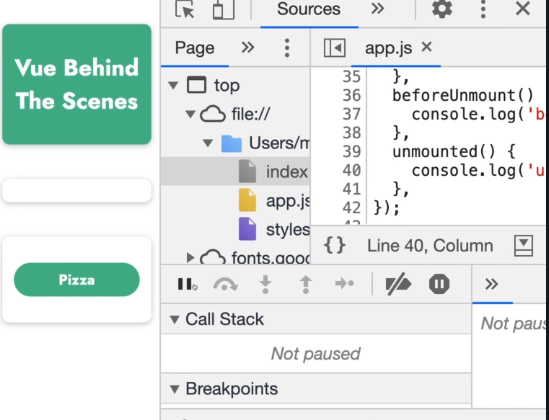 Vue Behind
The Scenes
Pizza
Sources
Page
app.js
top
file://
Users/m
index
app.js
styles
fonts.goog
35 },
36 beforeUnmount()
37 console.log('b
38 },
39 unmounted() {
40 console.log('u
41 },
42 });
{} Line 40, Column
Call Stack
Not paused
Breakpoints
Not paus